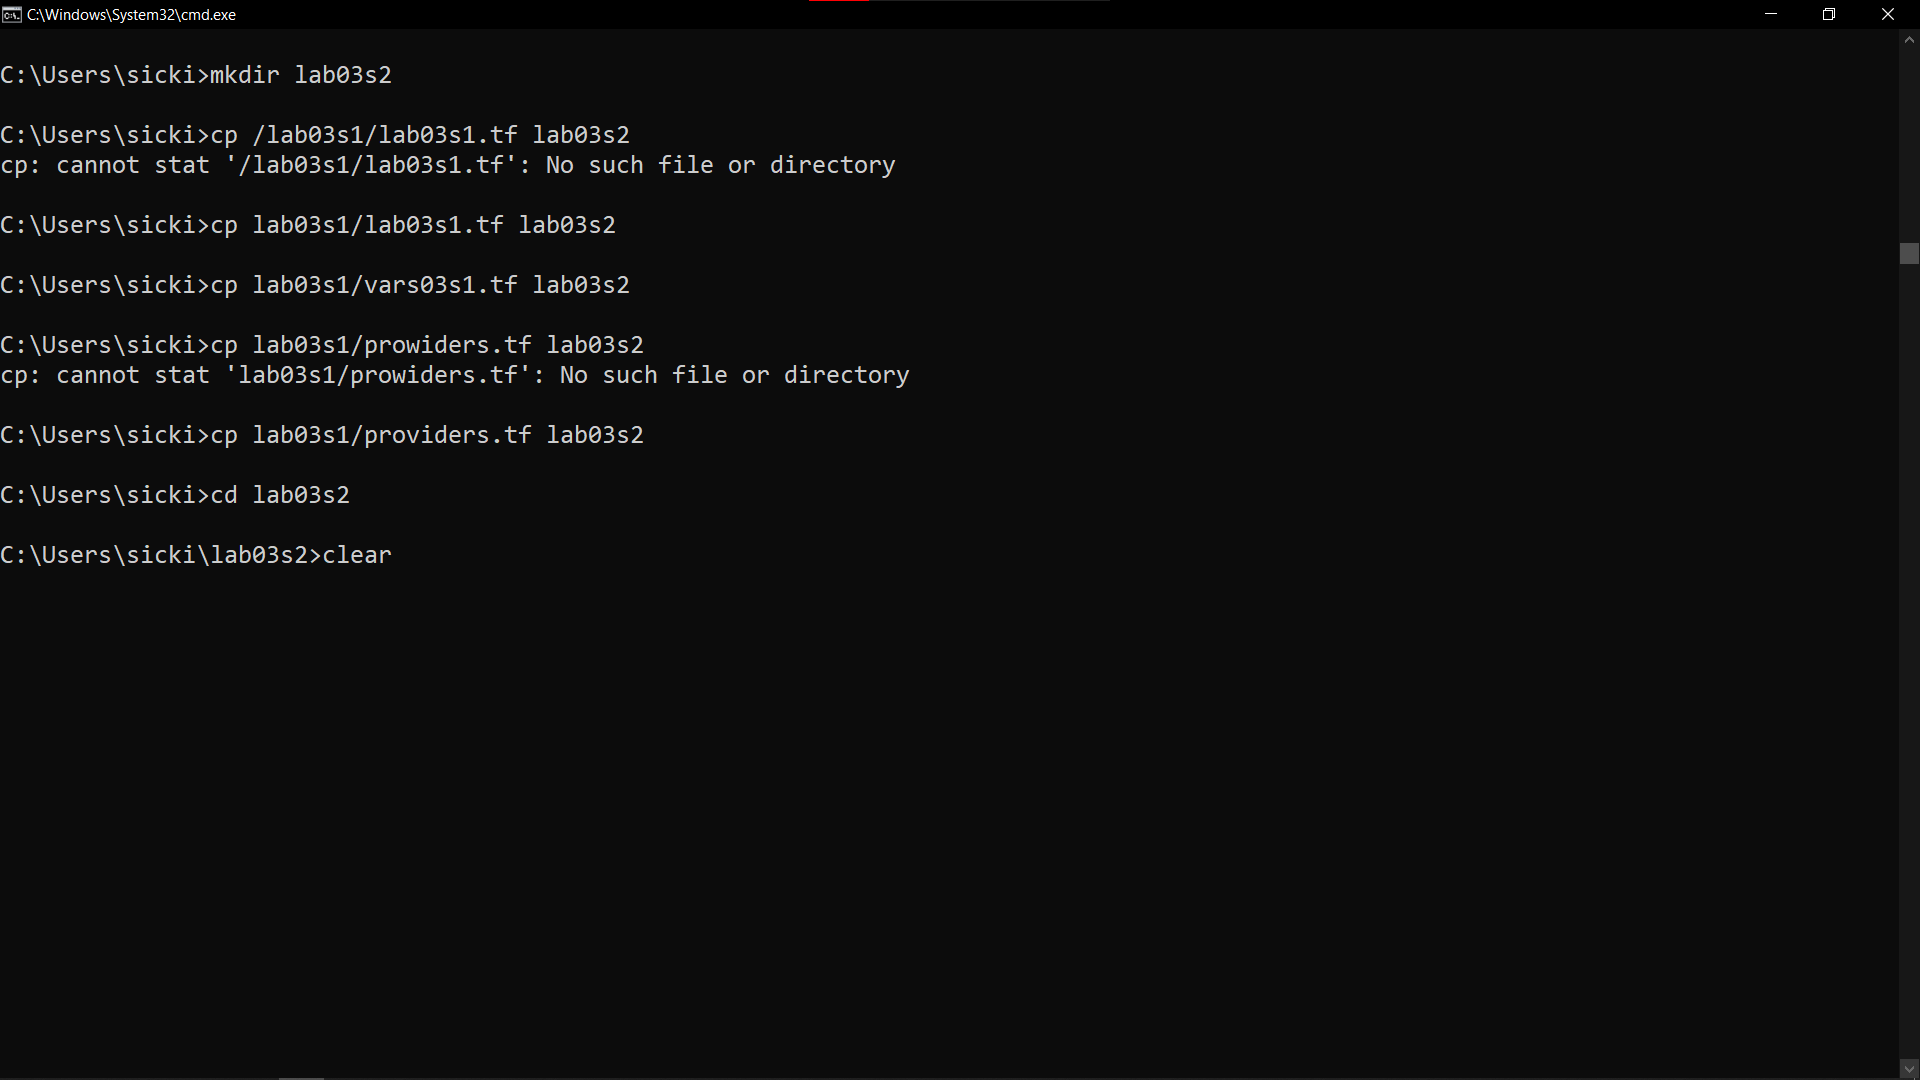 C:\Windows\System32\cmd.exe
C:\Users\sicki>mkdir lab03s2
C:\Users\sicki>cp /lab03s1/lab03s1.tf lab03s2
cp: cannot stat '/lab03s1/lab03s1.tf': No such file or directory
C:\Users\sicki>cp lab03s1/lab03s1.tf lab03s2
C:\Users\sicki>cp lab03s1/vars03s1.tf lab03s2
C:\Users\sicki>cp lab03s1/prowiders.tf lab03s2
cp: cannot stat 'lab03s1/prowiders.tf': No such file or directory
C:\Users\sicki>cp lab03s1/providers.tf lab03s2
C:\Users\sicki>cd lab03s2
C:\Users\sicki\lab03s2>clear